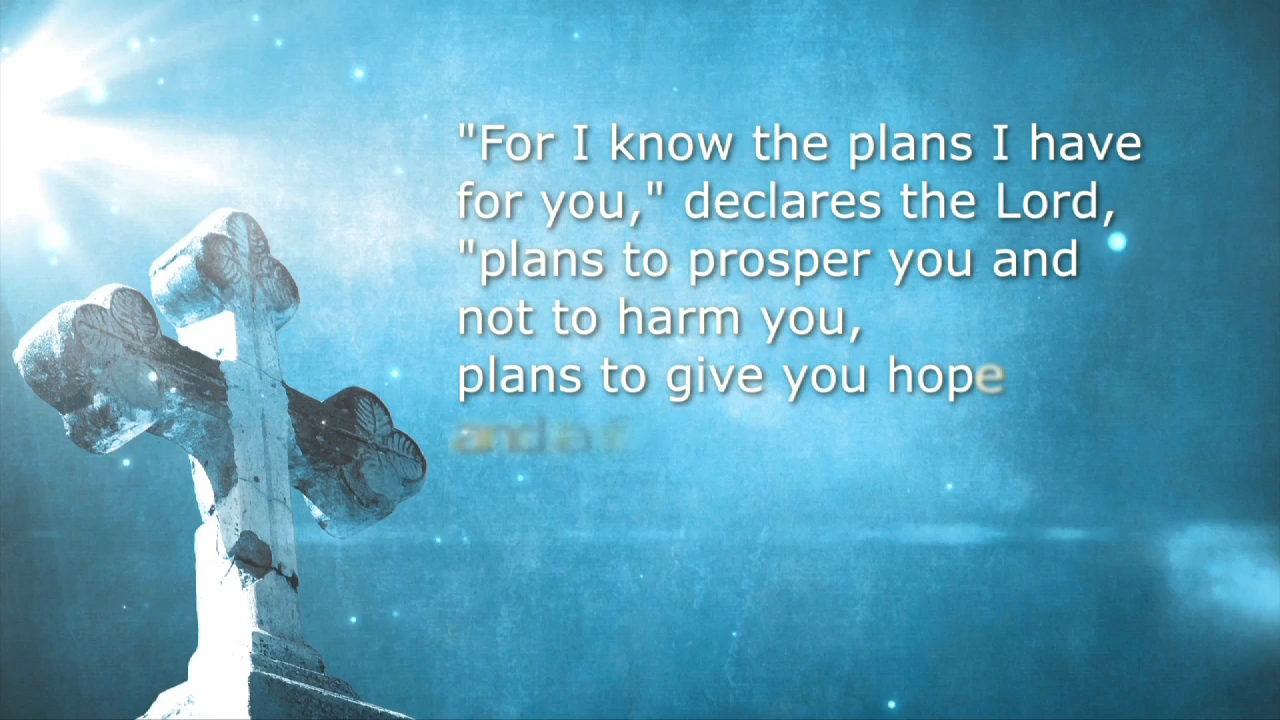 "For I know the plans I have
for you," declares the Lord,
"plans to prosper you and
not to harm you,
plans to give you hope
and a f